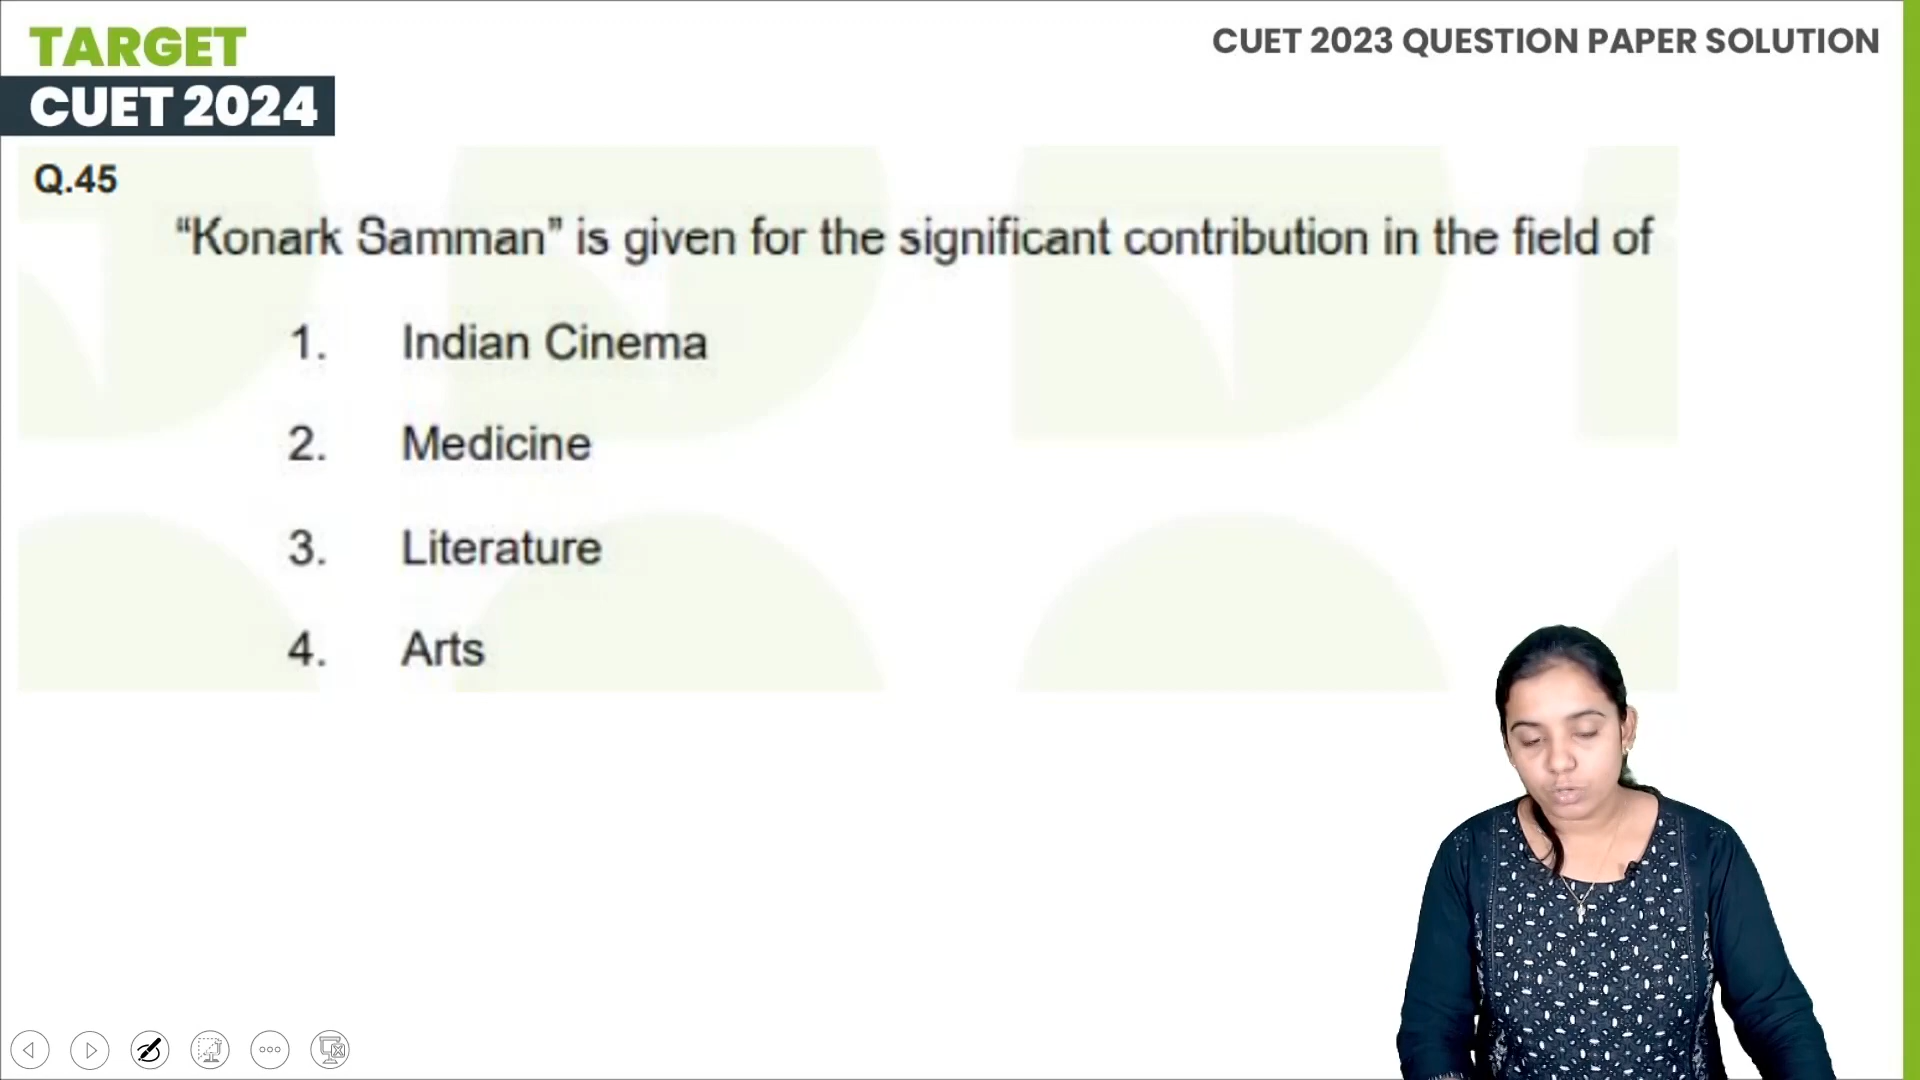 TARGET
CUET 2024
CUET 2023 QUESTION PAPER SOLUTION
Q.45
“Konark Samman” is given for the significant contribution in the field of
1. Indian Cinema
2. Medicine
3. Literature
4. Arts